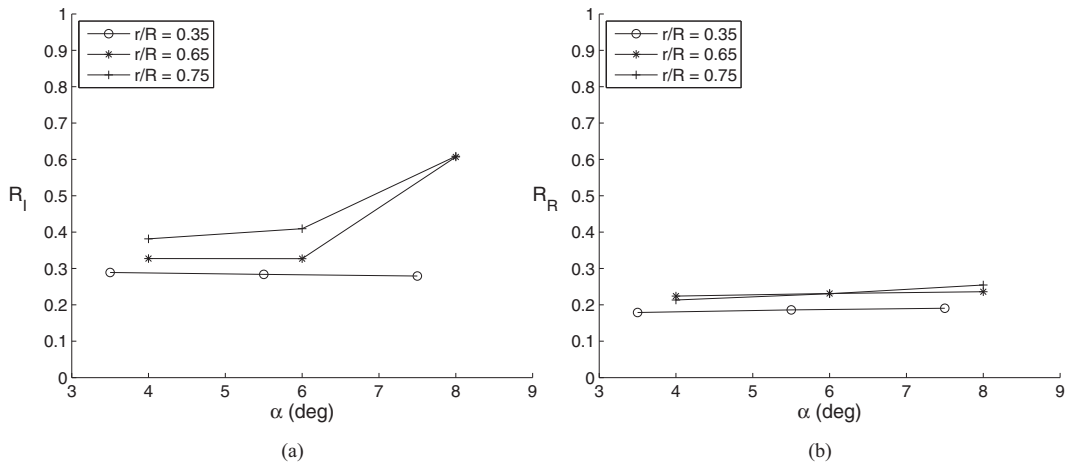 1
0.9
0.8
0.7
0.6
0.5
0.4
0.3
0.2
0.1
0
R_I
r/R = 0.35
r/R = 0.65
r/R = 0.75
3 4 5 6 7 8 9
α (deg)
(a)
1
0.9
0.8
0.7
0.6
0.5
0.4
0.3
0.2
0.1
0
R_R
r/R = 0.35
r/R = 0.65
r/R = 0.75
3 4 5 6 7 8 9
α (deg)
(b)